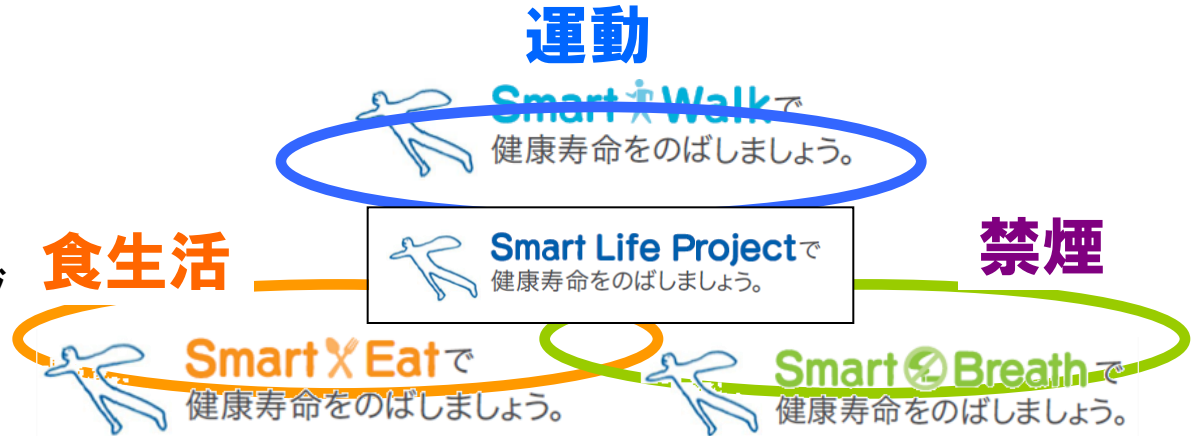 運動
Smart Walkで
健康寿命をのばしましょう。
Smart Life Projectで
健康寿命をのばしましょう。
食生活
禁煙
Smart Eatで
健康寿命をのばしましょう。
Smart Breathで
健康寿命をのばしましょう。